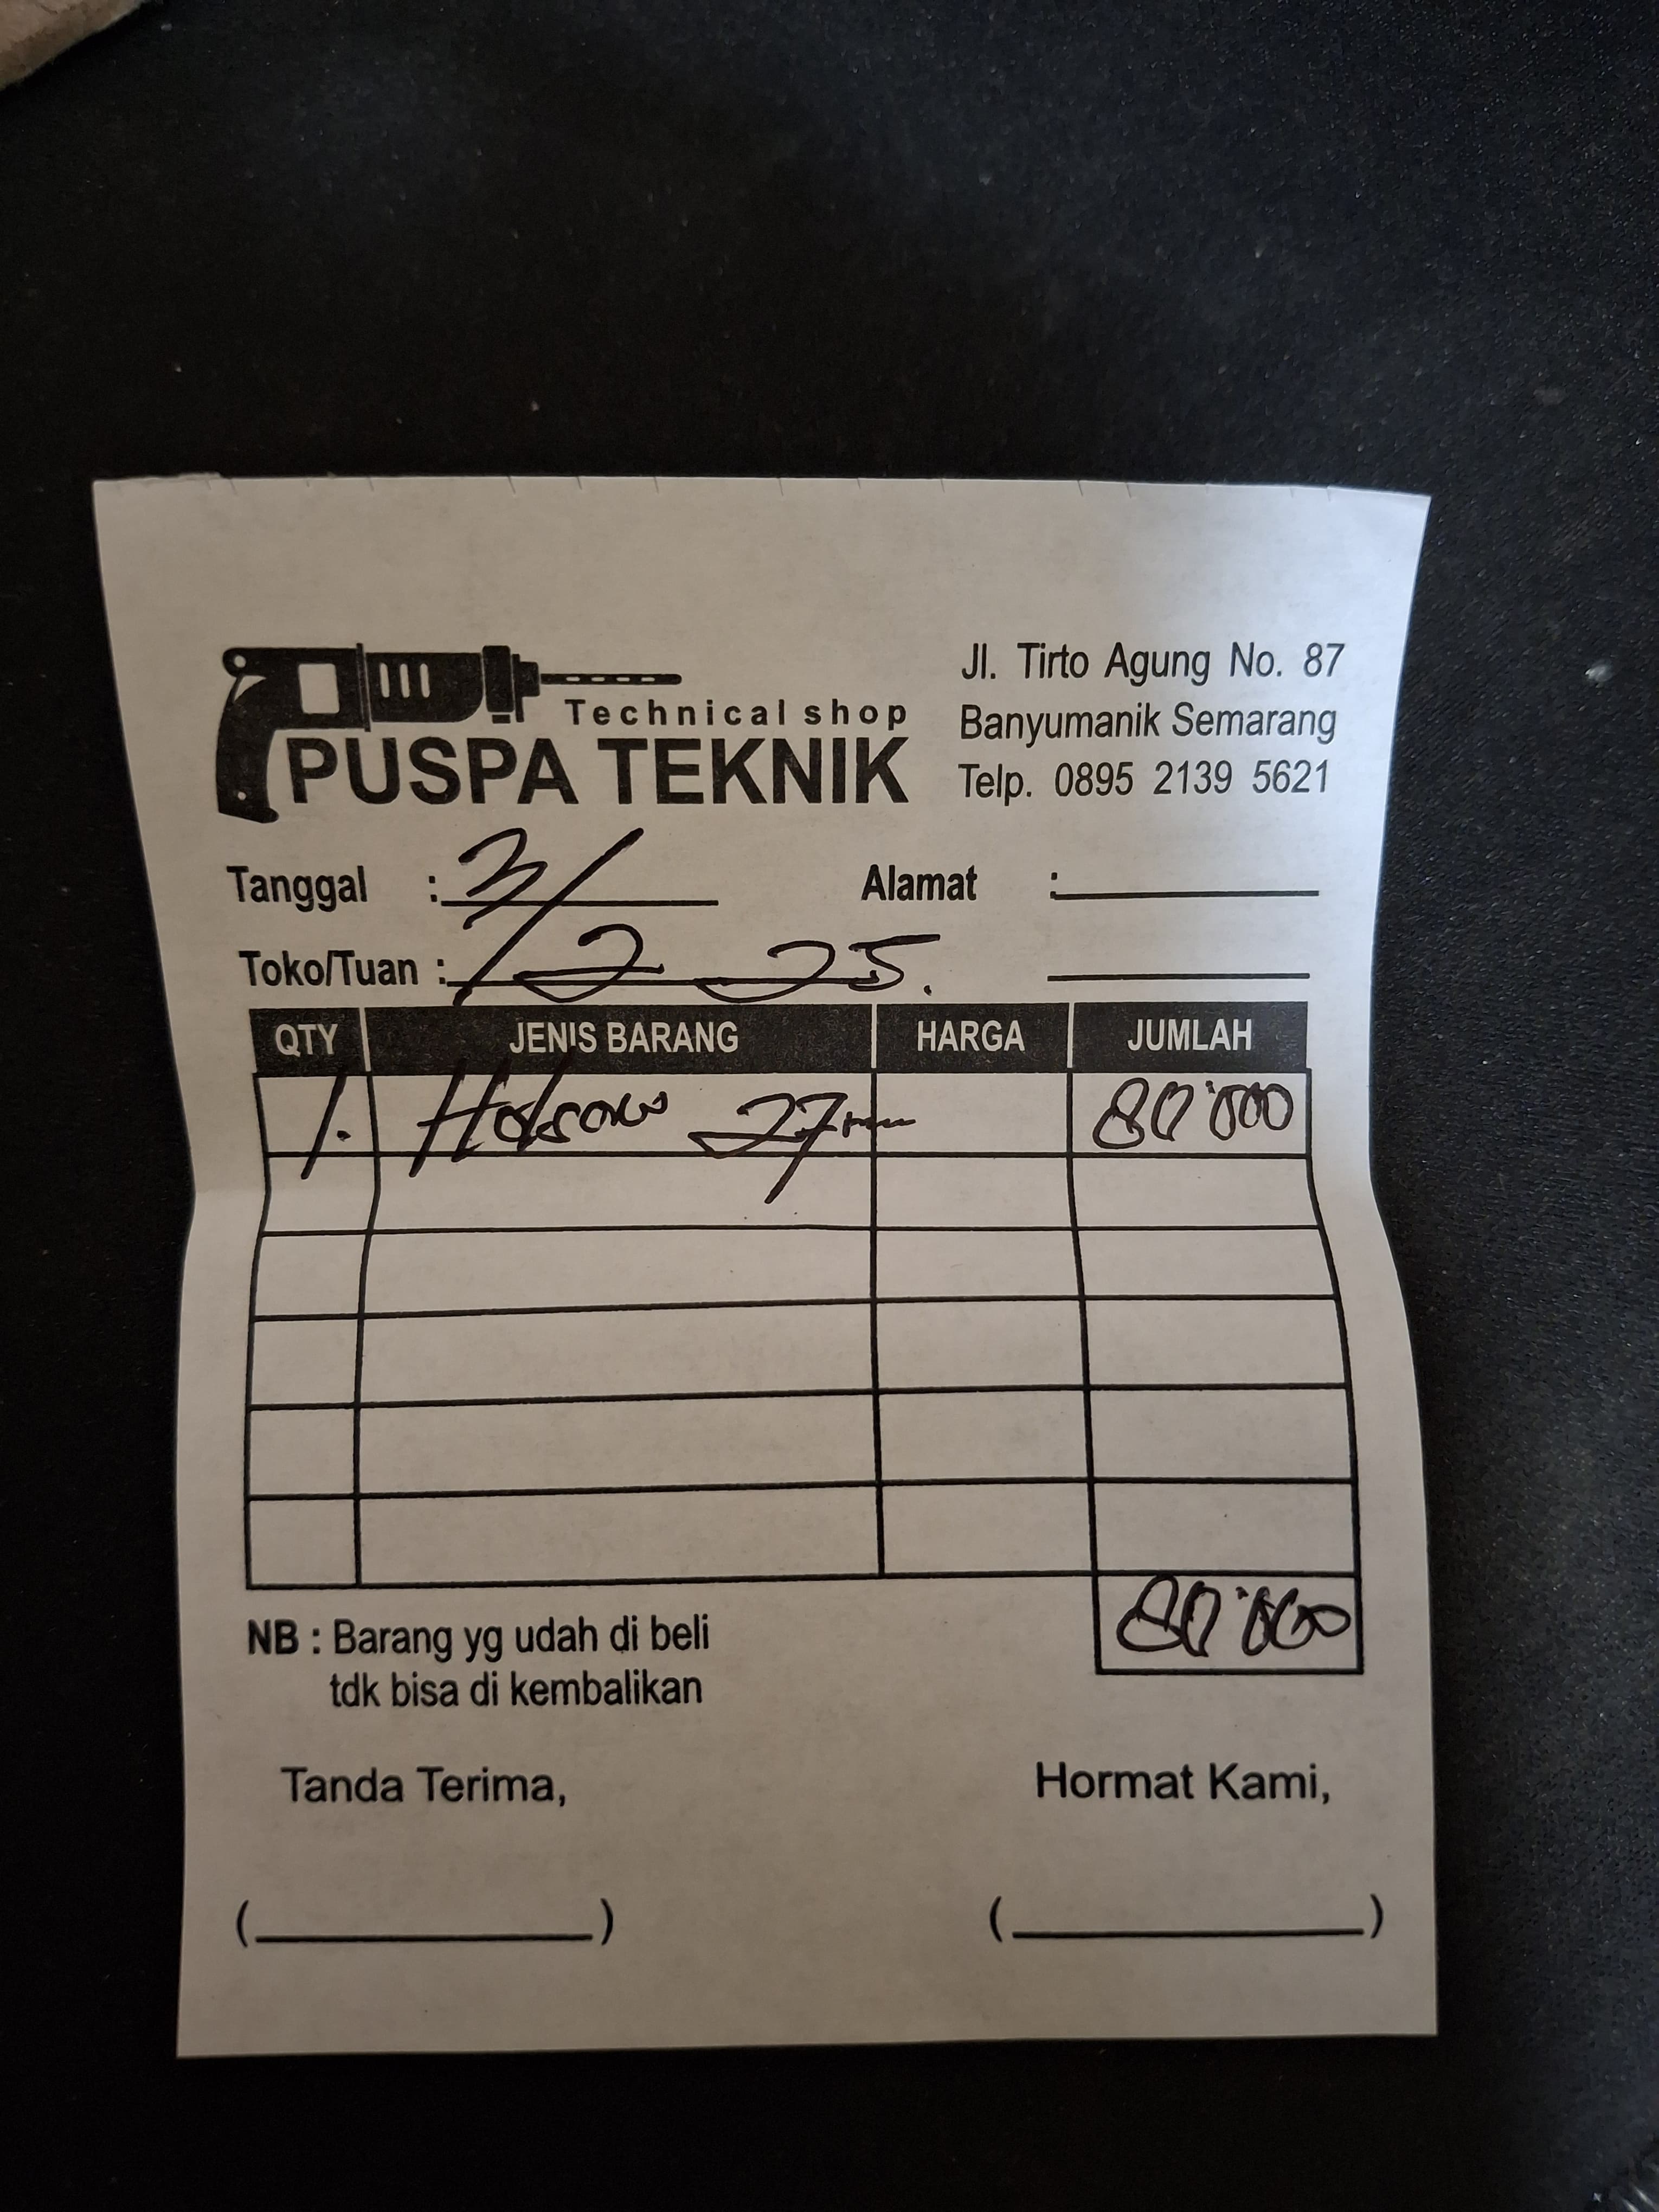 Technical shop
PUSPA TEKNIK
Jl. Tirto Agung No. 87
Banyumanik Semarang
Telp. 0895 2139 5621
Tanggal : 3/ Alamat :
Toko/Tuan : 2 25.
QTY JENIS BARANG HARGA JUMLAH
1. Holsaw 27mm 80'000
80'000
NB : Barang yg udah di beli
tdk bisa di kembalikan
Tanda Terima, Hormat Kami,
(__________) (__________)